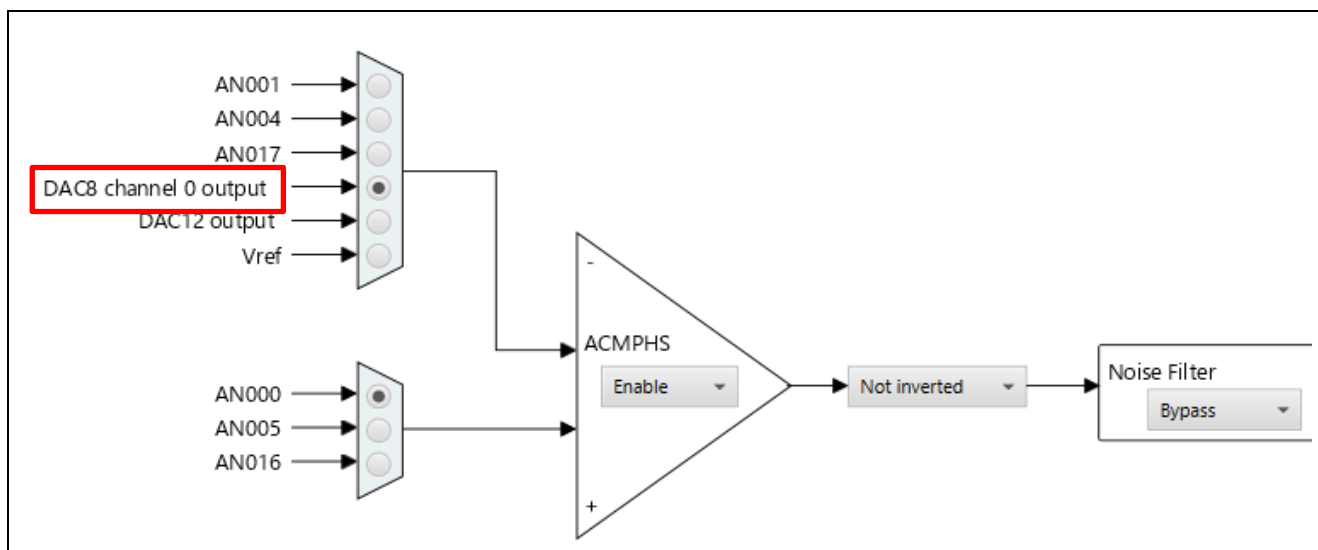 AN001
AN004
AN017
DAC8 channel 0 output
DAC12 output
Vref
-
ACMPHS
Enable
Not inverted
Noise Filter
Bypass
AN000
AN005
AN016
+